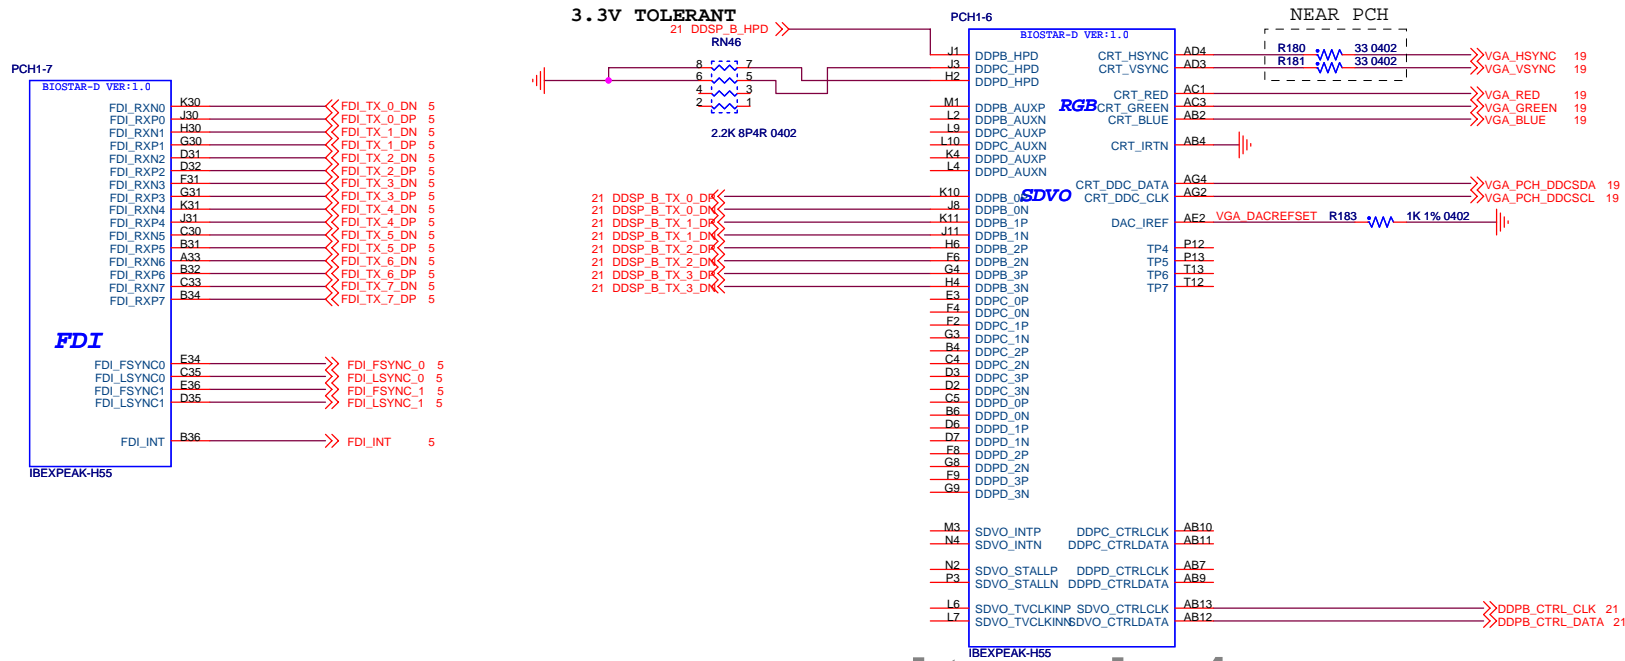 3.3V TOLERANT
21 DDSP_B_HPD
RN46
8 7
6 5
4 3
2 1
2.2K 8P4R 0402
PCH1-7
BIOSTAR-D VER:1.0
FDI_RXN0 K30 FDI_TX_0_DN 5
FDI_RXP0 J30 FDI_TX_0_DP 5
FDI_RXN1 H30 FDI_TX_1_DN 5
FDI_RXP1 G30 FDI_TX_1_DP 5
FDI_RXN2 D31 FDI_TX_2_DN 5
FDI_RXP2 D32 FDI_TX_2_DP 5
FDI_RXN3 F31 FDI_TX_3_DN 5
FDI_RXP3 G31 FDI_TX_3_DP 5
FDI_RXN4 K31 FDI_TX_4_DN 5
FDI_RXP4 J31 FDI_TX_4_DP 5
FDI_RXN5 C30 FDI_TX_5_DN 5
FDI_RXP5 B31 FDI_TX_5_DP 5
FDI_RXN6 A33 FDI_TX_6_DN 5
FDI_RXP6 B32 FDI_TX_6_DP 5
FDI_RXN7 C33 FDI_TX_7_DN 5
FDI_RXP7 B34 FDI_TX_7_DP 5
FDI
FDI_FSYNC0 E34 FDI_FSYNC_0 5
FDI_LSYNC0 C35 FDI_LSYNC_0 5
FDI_FSYNC1 E36 FDI_FSYNC_1 5
FDI_LSYNC1 D35 FDI_LSYNC_1 5
FDI_INT B36 FDI_INT 5
IBEXPEAK-H55
PCH1-6
BIOSTAR-D VER:1.0
J1 DDPB_HPD
J3 DDPC_HPD
H2 DDPD_HPD
M1 DDPB_AUXP
L2 DDPB_AUXN
L9 DDPC_AUXP
L10 DDPC_AUXN
K4 DDPD_AUXP
L4 DDPD_AUXN
21 DDSP_B_TX_0_DP K10 DDPB_0P
21 DDSP_B_TX_0_DN J8 DDPB_0N
21 DDSP_B_TX_1_DP K11 DDPB_1P
21 DDSP_B_TX_1_DN J11 DDPB_1N
21 DDSP_B_TX_2_DP H6 DDPB_2P
21 DDSP_B_TX_2_DN F6 DDPB_2N
21 DDSP_B_TX_3_DP G4 DDPB_3P
21 DDSP_B_TX_3_DN H4 DDPB_3N
E3 DDPC_0P
F4 DDPC_0N
F2 DDPC_1P
G3 DDPC_1N
B4 DDPC_2P
C4 DDPC_2N
D3 DDPC_3P
D2 DDPC_3N
C5 DDPD_0P
B6 DDPD_0N
D6 DDPD_1P
D7 DDPD_1N
F8 DDPD_2P
G8 DDPD_2N
F9 DDPD_3P
G9 DDPD_3N
M3 SDVO_INTP
N4 SDVO_INTN
N2 SDVO_STALLP
P3 SDVO_STALLN
L6 SDVO_TVCLKINP
L7 SDVO_TVCLKINN
RGB
SDVO
NEAR PCH
CRT_HSYNC AD4 R180 33 0402 VGA_HSYNC 19
CRT_VSYNC AD3 R181 33 0402 VGA_VSYNC 19
CRT_RED AC1 VGA_RED 19
CRT_GREEN AC3 VGA_GREEN 19
CRT_BLUE AB2 VGA_BLUE 19
CRT_IRTN AB4
CRT_DDC_DATA AG4 VGA_PCH_DDCSDA 19
CRT_DDC_CLK AG2 VGA_PCH_DDCSCL 19
DAC_IREF AE2 VGA_DACREFSET R183 1K 1% 0402
TP4 P12
TP5 P13
TP6 T13
TP7 T12
DDPC_CTRLCLK AB10
DDPC_CTRLDATA AB11
DDPD_CTRLCLK AB7
DDPD_CTRLDATA AB9
SDVO_CTRLCLK AB13 DDPB_CTRL_CLK 21
SDVO_CTRLDATA AB12 DDPB_CTRL_DATA 21
IBEXPEAK-H55